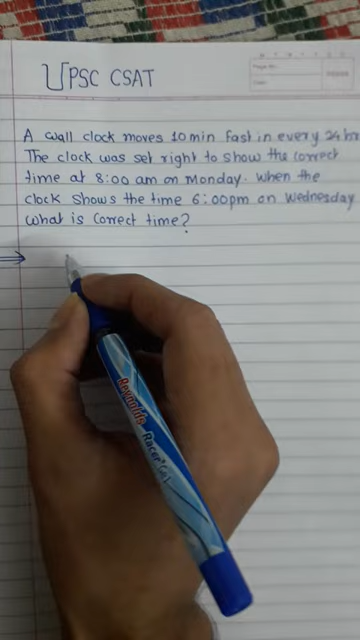 UPSC CSAT
A wall clock moves 10 min fast in every 24 hr
The clock was set right to show the correct
time at 8:00 am on Monday. When the
clock shows the time 6:00pm on Wednesday
what is correct time?
Reynolds Racer Gel